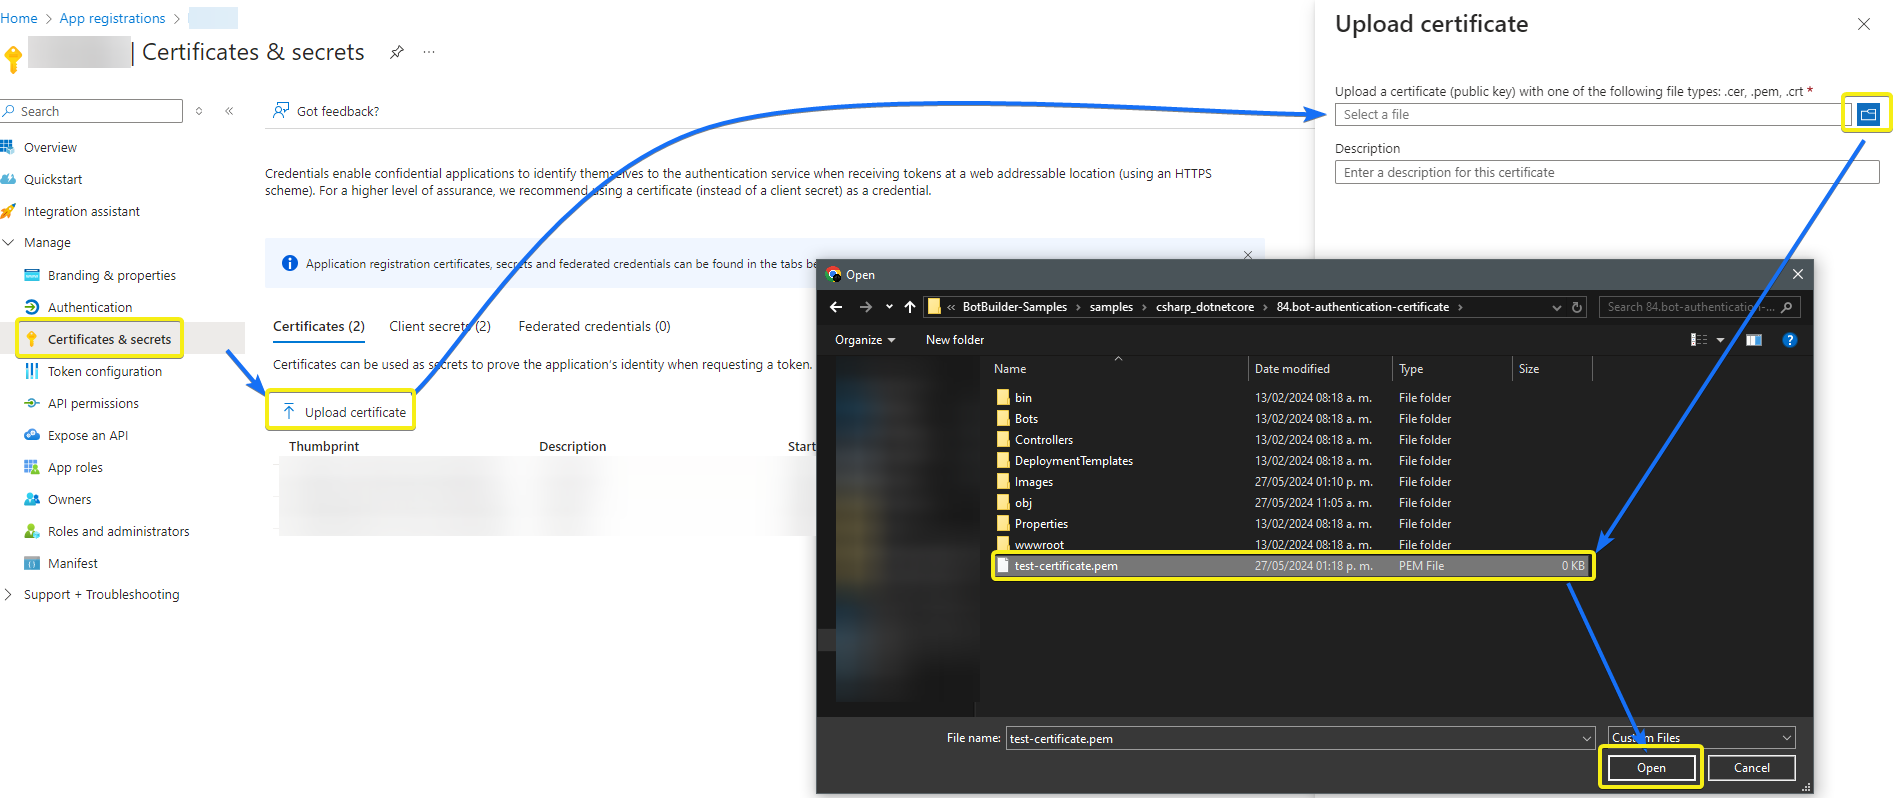 Home > App registrations >
| Certificates & secrets
Search
Got feedback?
Overview
Quickstart
Integration assistant
Manage
Branding & properties
Authentication
Certificates & secrets
Token configuration
API permissions
Expose an API
App roles
Owners
Roles and administrators
Manifest
Support + Troubleshooting
Credentials enable confidential applications to identify themselves to the authentication service when receiving tokens at a web addressable location (using an HTTPS
scheme). For a higher level of assurance, we recommend using a certificate (instead of a client secret) as a credential.
Application registration certificates, secrets and federated credentials can be found in the tabs be
Certificates (2) Client secrets (2) Federated credentials (0)
Certificates can be used as secrets to prove the application's identity when requesting a token.
Upload certificate
Thumbprint Description Start
Upload certificate
Upload a certificate (public key) with one of the following file types: .cer, .pem, .crt *
Select a file
Description
Enter a description for this certificate
Open
« BotBuilder-Samples > samples > csharp_dotnetcore > 84.bot-authentication-certificate >
Search 84.bot-authentication-...
Organize New folder
Name Date modified Type Size
bin 13/02/2024 08:18 a. m. File folder
Bots 13/02/2024 08:18 a. m. File folder
Controllers 13/02/2024 08:18 a. m. File folder
DeploymentTemplates 13/02/2024 08:18 a. m. File folder
Images 27/05/2024 01:10 p. m. File folder
obj 27/05/2024 11:05 a. m. File folder
Properties 13/02/2024 08:18 a. m. File folder
wwwroot 13/02/2024 08:18 a. m. File folder
test-certificate.pem 27/05/2024 01:18 p. m. PEM File 0 KB
File name: test-certificate.pem Custom Files
Open Cancel